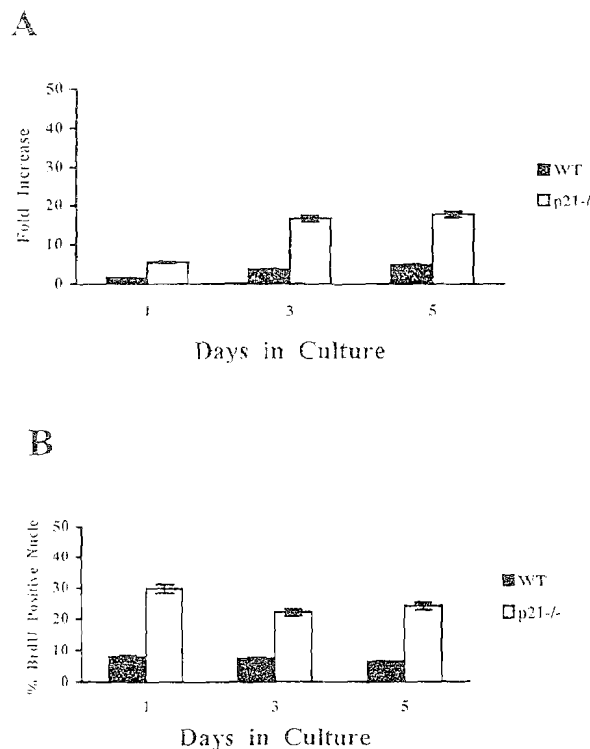 A
50
40
30
20
10
0
Fold Increase
WT
p21-/
1 3 5
Days in Culture
B
50
40
30
20
10
0
% BrdU Positive Nucle
WT
p21-/-
1 3 5
Days in Culture